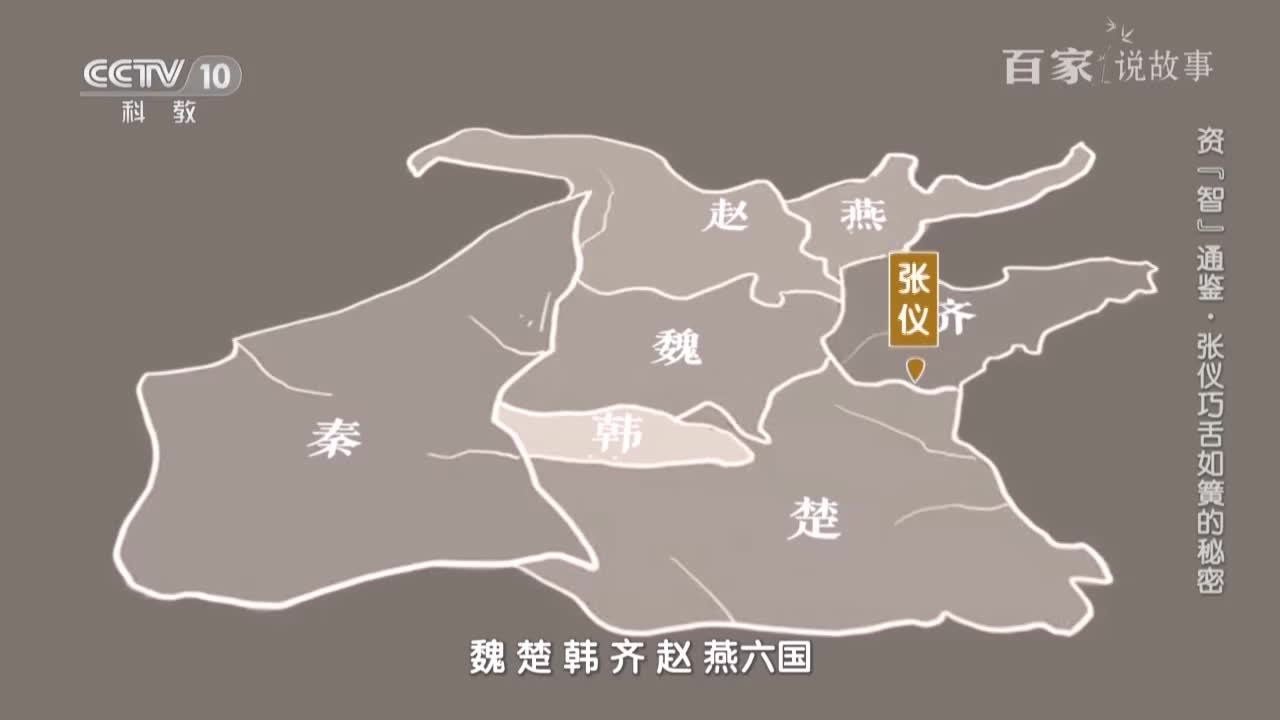 CCTV 10
科 教
百家说故事
资『智』通鉴·张仪巧舌如簧的秘密
赵
燕
张仪
齐
魏
秦
韩
楚
魏 楚 韩 齐 赵 燕六国